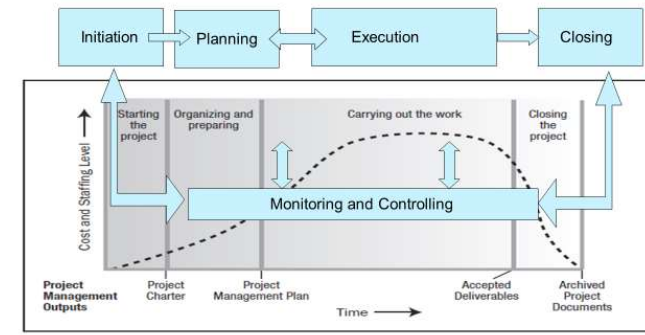 Initiation
Planning
Execution
Closing
Starting
the
project
Organizing and
preparing
Carrying out the work
Closing
the
project
Cost and Staffing Level
Monitoring and Controlling
Project
Management
Outputs
Project
Charter
Project
Management Plan
Time
Accepted
Deliverables
Archived
Project
Documents